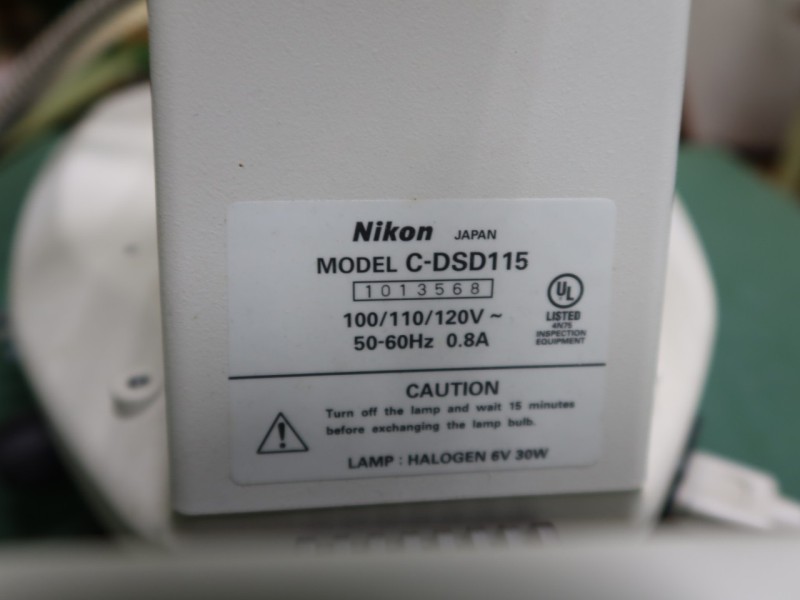 Nikon JAPAN
MODEL C-DSD115
1013568
100/110/120V ~
50-60Hz 0.8A
UL
LISTED
4N75
INSPECTION
EQUIPMENT
CAUTION
Turn off the lamp and wait 15 minutes
before exchanging the lamp bulb.
LAMP : HALOGEN 6V 30W